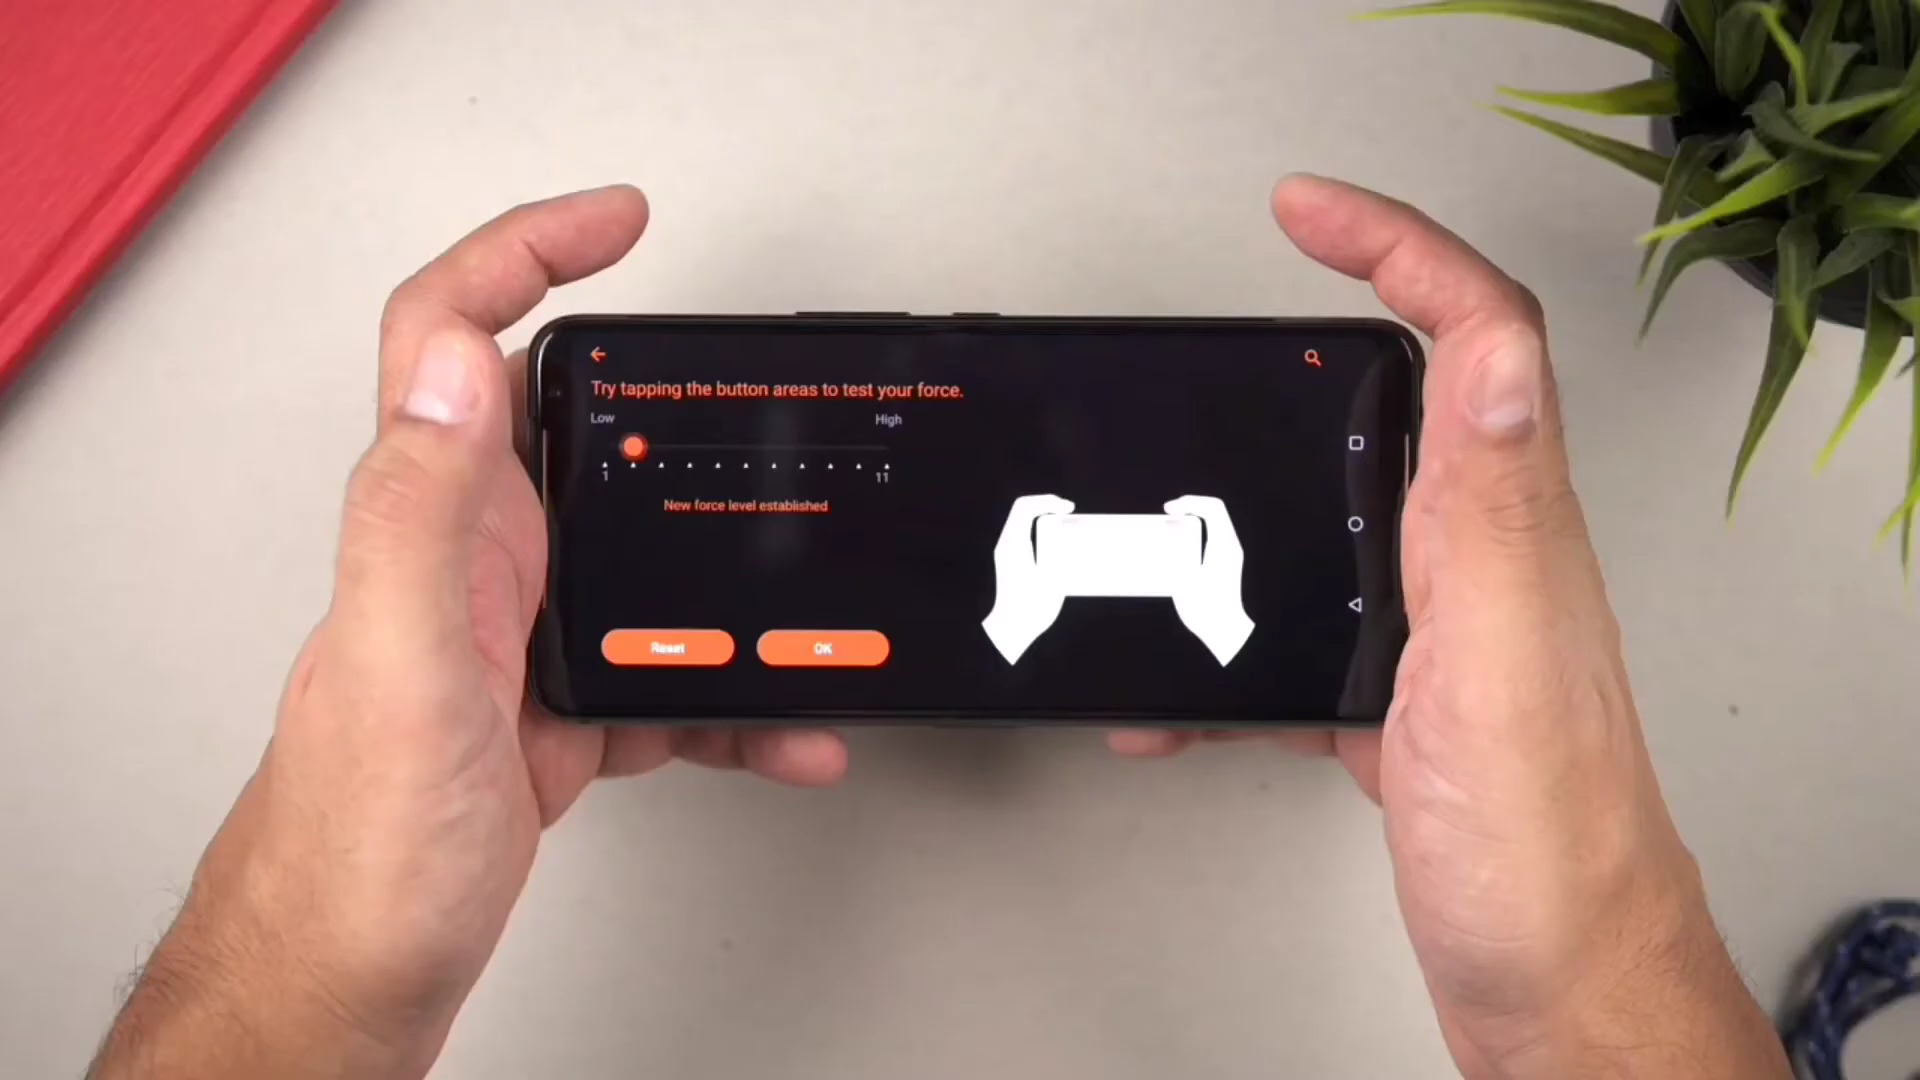 Try tapping the button areas to test your force.
Low High
1 11
New force level established
Reset OK